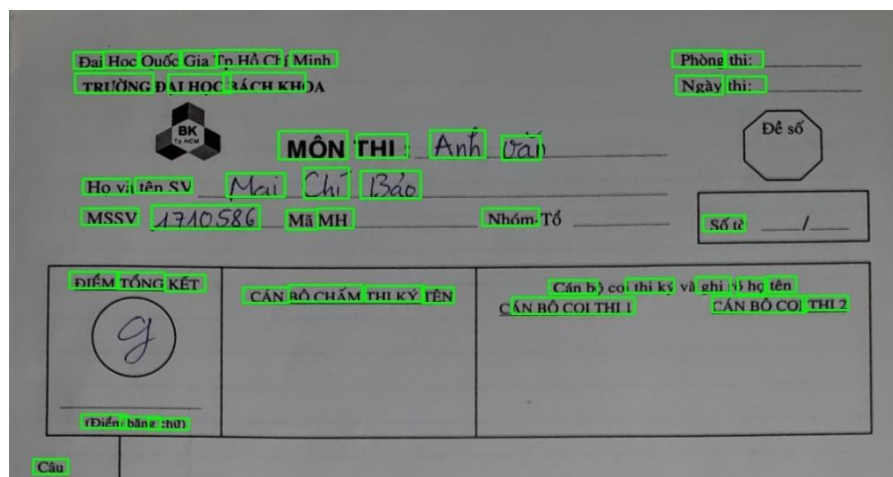 Đại Học Quốc Gia Tp Hồ Chí Minh
TRƯỜNG ĐẠI HỌC BÁCH KHOA
Phòng thi:
Ngày thi:
BK
Tp.HCM
MÔN THI : Anh văn
Đề số
Họ và tên SV Mai Chí Bảo
MSSV 1710586 Mã MH Nhóm-Tổ
Số tờ /
ĐIỂM TỔNG KẾT
CÁN BỘ CHẤM THI KÝ TÊN
Cán bộ coi thi ký và ghi rõ họ tên
CÁN BỘ COI THI 1 CÁN BỘ COI THI 2
9
(Điểm bằng chữ)
Câu